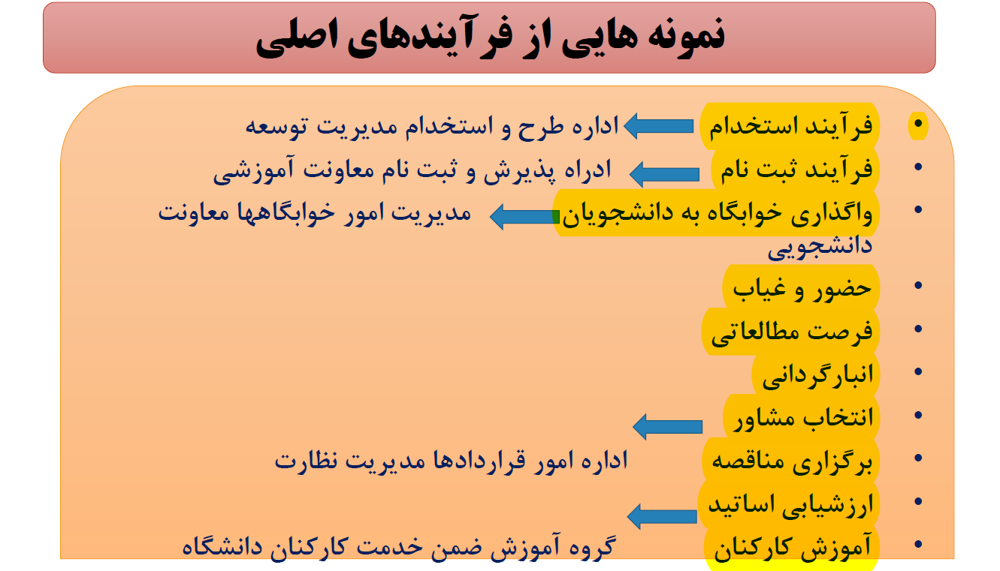 نمونه هایی از فرآیندهای اصلی
• فرآیند استخدام اداره طرح و استخدام مدیریت توسعه
• فرآیند ثبت نام ادراه پذیرش و ثبت نام معاونت آموزشی
• واگذاری خوابگاه به دانشجویان مدیریت امور خوابگاهها معاونت
دانشجویی
• حضور و غیاب
• فرصت مطالعاتی
• انبارگردانی
• انتخاب مشاور
• برگزاری مناقصه اداره امور قراردادها مدیریت نظارت
• ارزشیابی اساتید
• آموزش کارکنان گروه آموزش ضمن خدمت کارکنان دانشگاه